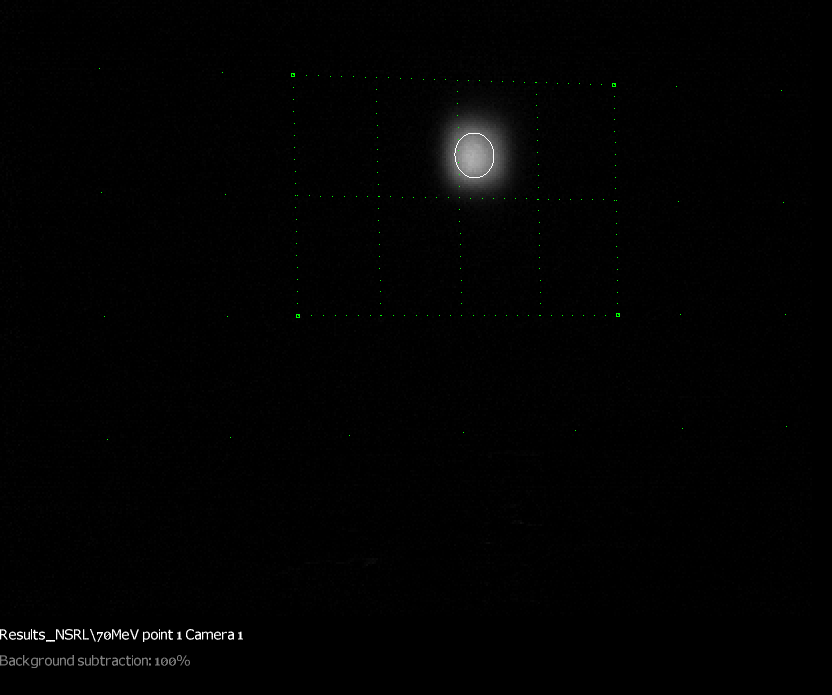 Results_NSRL\70MeV point 1 Camera 1
Background subtraction: 100%